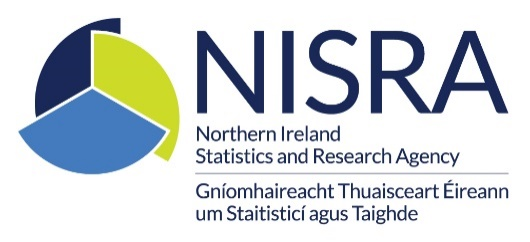 NISRA
Northern Ireland
Statistics and Research Agency
Gníomhaireacht Thuaisceart Éireann
um Staitisticí agus Taighde